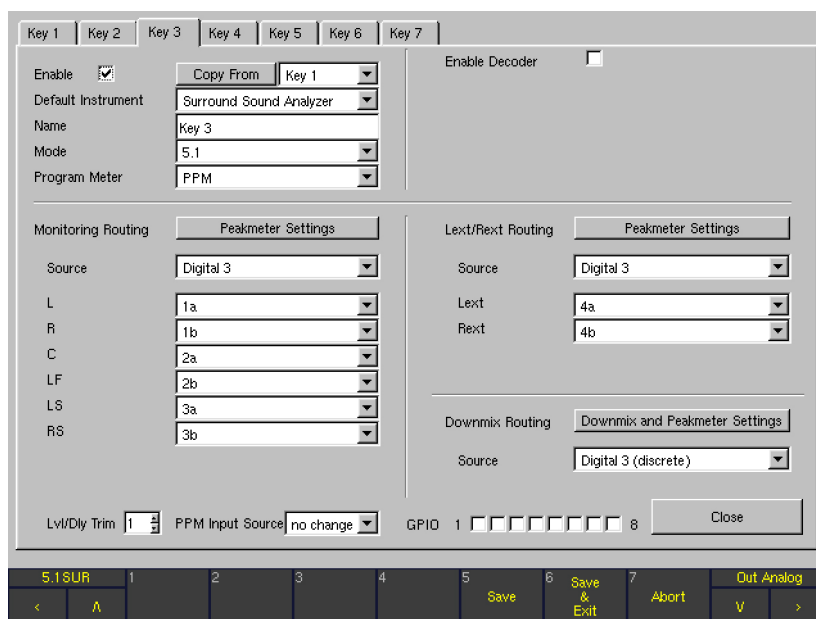 Key 1 Key 2 Key 3 Key 4 Key 5 Key 6 Key 7
Enable Copy From Key 1
Default Instrument Surround Sound Analyzer
Name Key 3
Mode 5.1
Program Meter PPM
Enable Decoder
Monitoring Routing Peakmeter Settings
Source Digital 3
L 1a
R 1b
C 2a
LF 2b
LS 3a
RS 3b
Lext/Rext Routing Peakmeter Settings
Source Digital 3
Lext 4a
Rext 4b
Downmix Routing Downmix and Peakmeter Settings
Source Digital 3 (discrete)
Lvl/Dly Trim 1 PPM Input Source no change GPIO 1 8 Close
5.1SUR 1 2 3 4 5 Save 6 Save & Exit 7 Abort Out Analog
< Λ V >